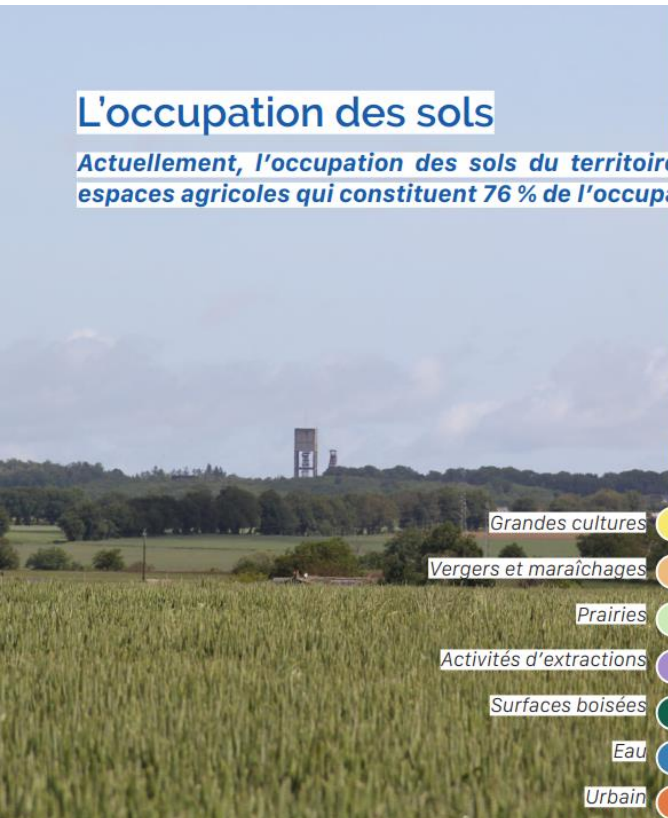 L'occupation des sols
Actuellement, l'occupation des sols du territoire
espaces agricoles qui constituent 76 % de l'occupa
Grandes cultures
Vergers et maraîchages
Prairies
Activités d'extractions
Surfaces boisées
Eau
Urbain